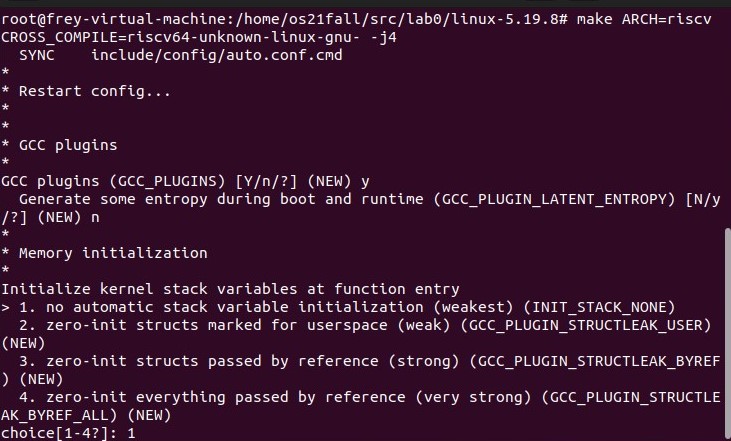 root@frey-virtual-machine:/home/os21fall/src/lab0/linux-5.19.8# make ARCH=riscv
CROSS_COMPILE=riscv64-unknown-linux-gnu- -j4
  SYNC    include/config/auto.conf.cmd
*
* Restart config...
*
*
* GCC plugins
*
GCC plugins (GCC_PLUGINS) [Y/n/?] (NEW) y
  Generate some entropy during boot and runtime (GCC_PLUGIN_LATENT_ENTROPY) [N/y
/?] (NEW) n
*
* Memory initialization
*
Initialize kernel stack variables at function entry
> 1. no automatic stack variable initialization (weakest) (INIT_STACK_NONE)
  2. zero-init structs marked for userspace (weak) (GCC_PLUGIN_STRUCTLEAK_USER)
(NEW)
  3. zero-init structs passed by reference (strong) (GCC_PLUGIN_STRUCTLEAK_BYREF
) (NEW)
  4. zero-init everything passed by reference (very strong) (GCC_PLUGIN_STRUCTLE
AK_BYREF_ALL) (NEW)
choice[1-4?]: 1